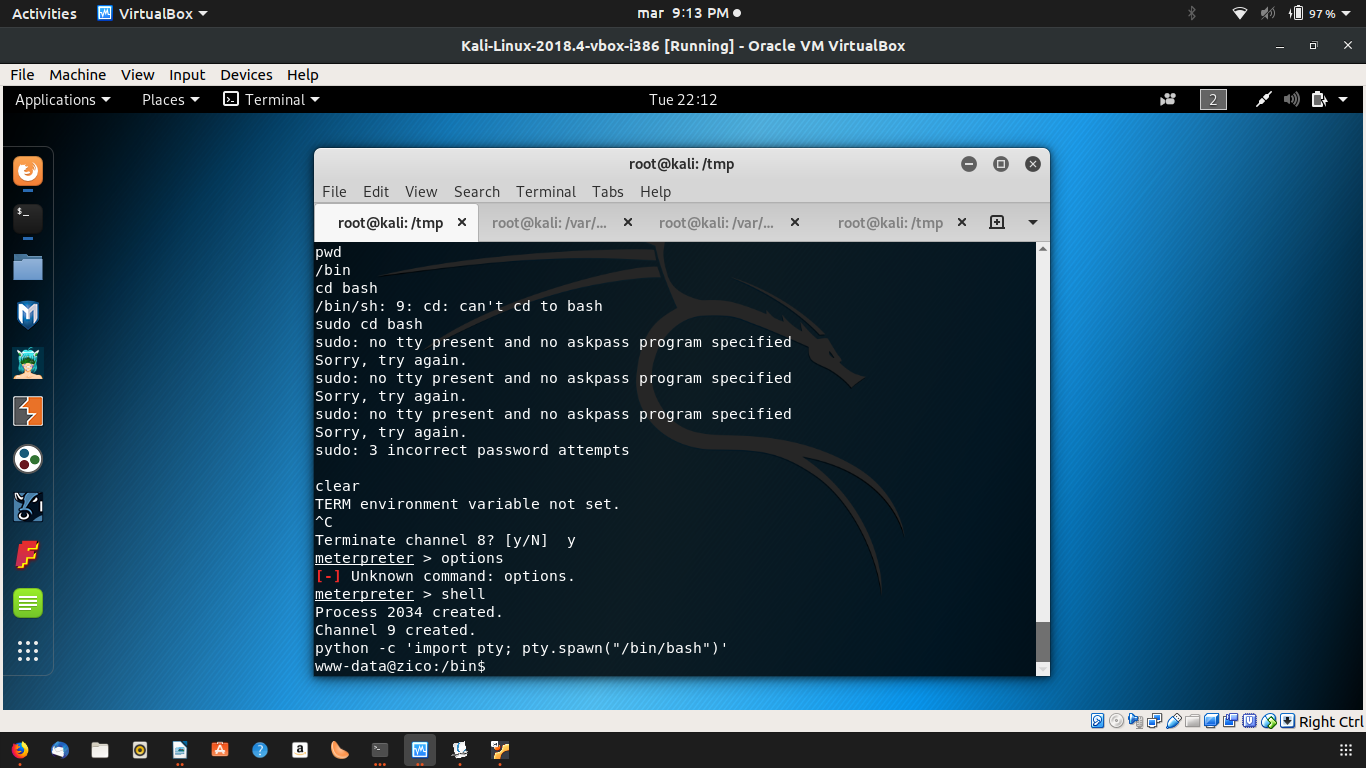 Activities VirtualBox mar 9:13 PM 97 %
Kali-Linux-2018.4-vbox-i386 [Running] - Oracle VM VirtualBox
File Machine View Input Devices Help
Applications Places Terminal Tue 22:12 2
root@kali: /tmp
File Edit View Search Terminal Tabs Help
root@kali: /tmp root@kali: /var/... root@kali: /var/... root@kali: /tmp
pwd
/bin
cd bash
/bin/sh: 9: cd: can't cd to bash
sudo cd bash
sudo: no tty present and no askpass program specified
Sorry, try again.
sudo: no tty present and no askpass program specified
Sorry, try again.
sudo: no tty present and no askpass program specified
Sorry, try again.
sudo: 3 incorrect password attempts
clear
TERM environment variable not set.
^C
Terminate channel 8? [y/N]  y
meterpreter > options
[-] Unknown command: options.
meterpreter > shell
Process 2034 created.
Channel 9 created.
python -c 'import pty; pty.spawn("/bin/bash")'
www-data@zico:/bin$
Right Ctrl